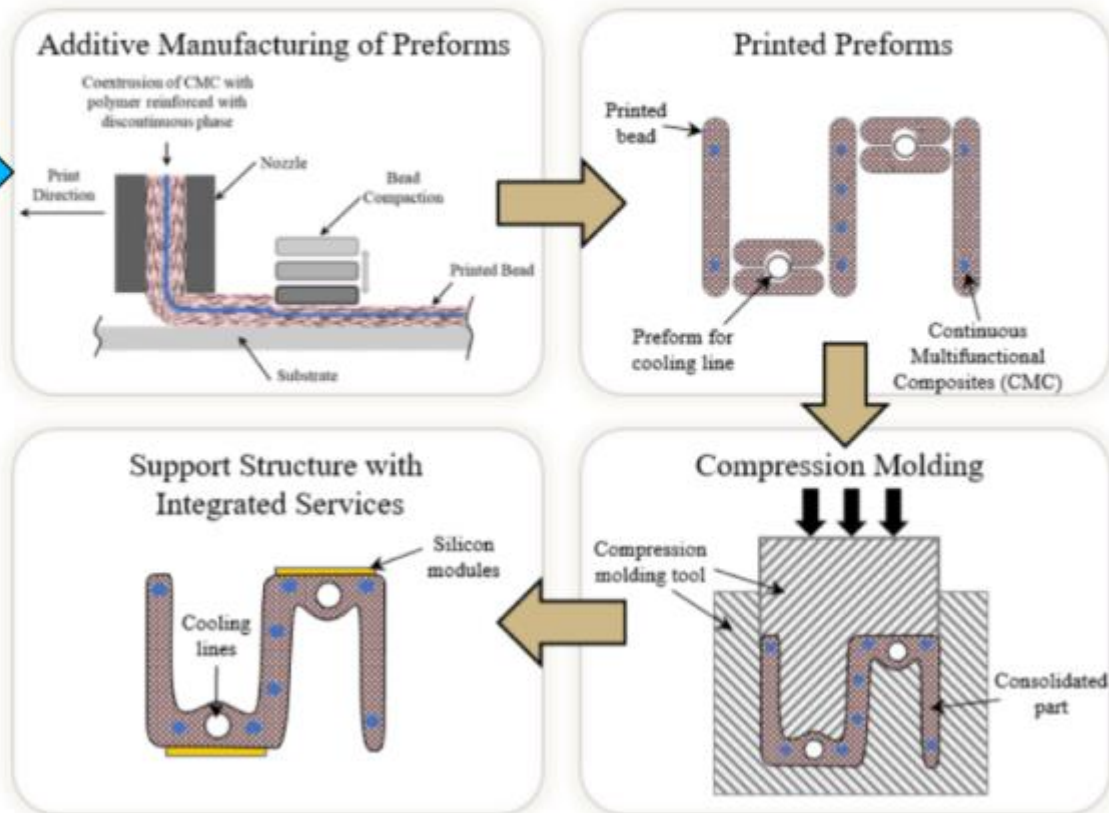 Additive Manufacturing of Preforms
Coextrusion of CMC with
polymer reinforced with
discontinuous phase
Print
Direction
Nozzle
Bead
Compaction
Printed Bead
Substrate
Printed Preforms
Printed
bead
Preform for
cooling line
Continuous
Multifunctional
Composites (CMC)
Support Structure with
Integrated Services
Silicon
modules
Cooling
lines
Compression Molding
Compression
molding tool
Consolidated
part